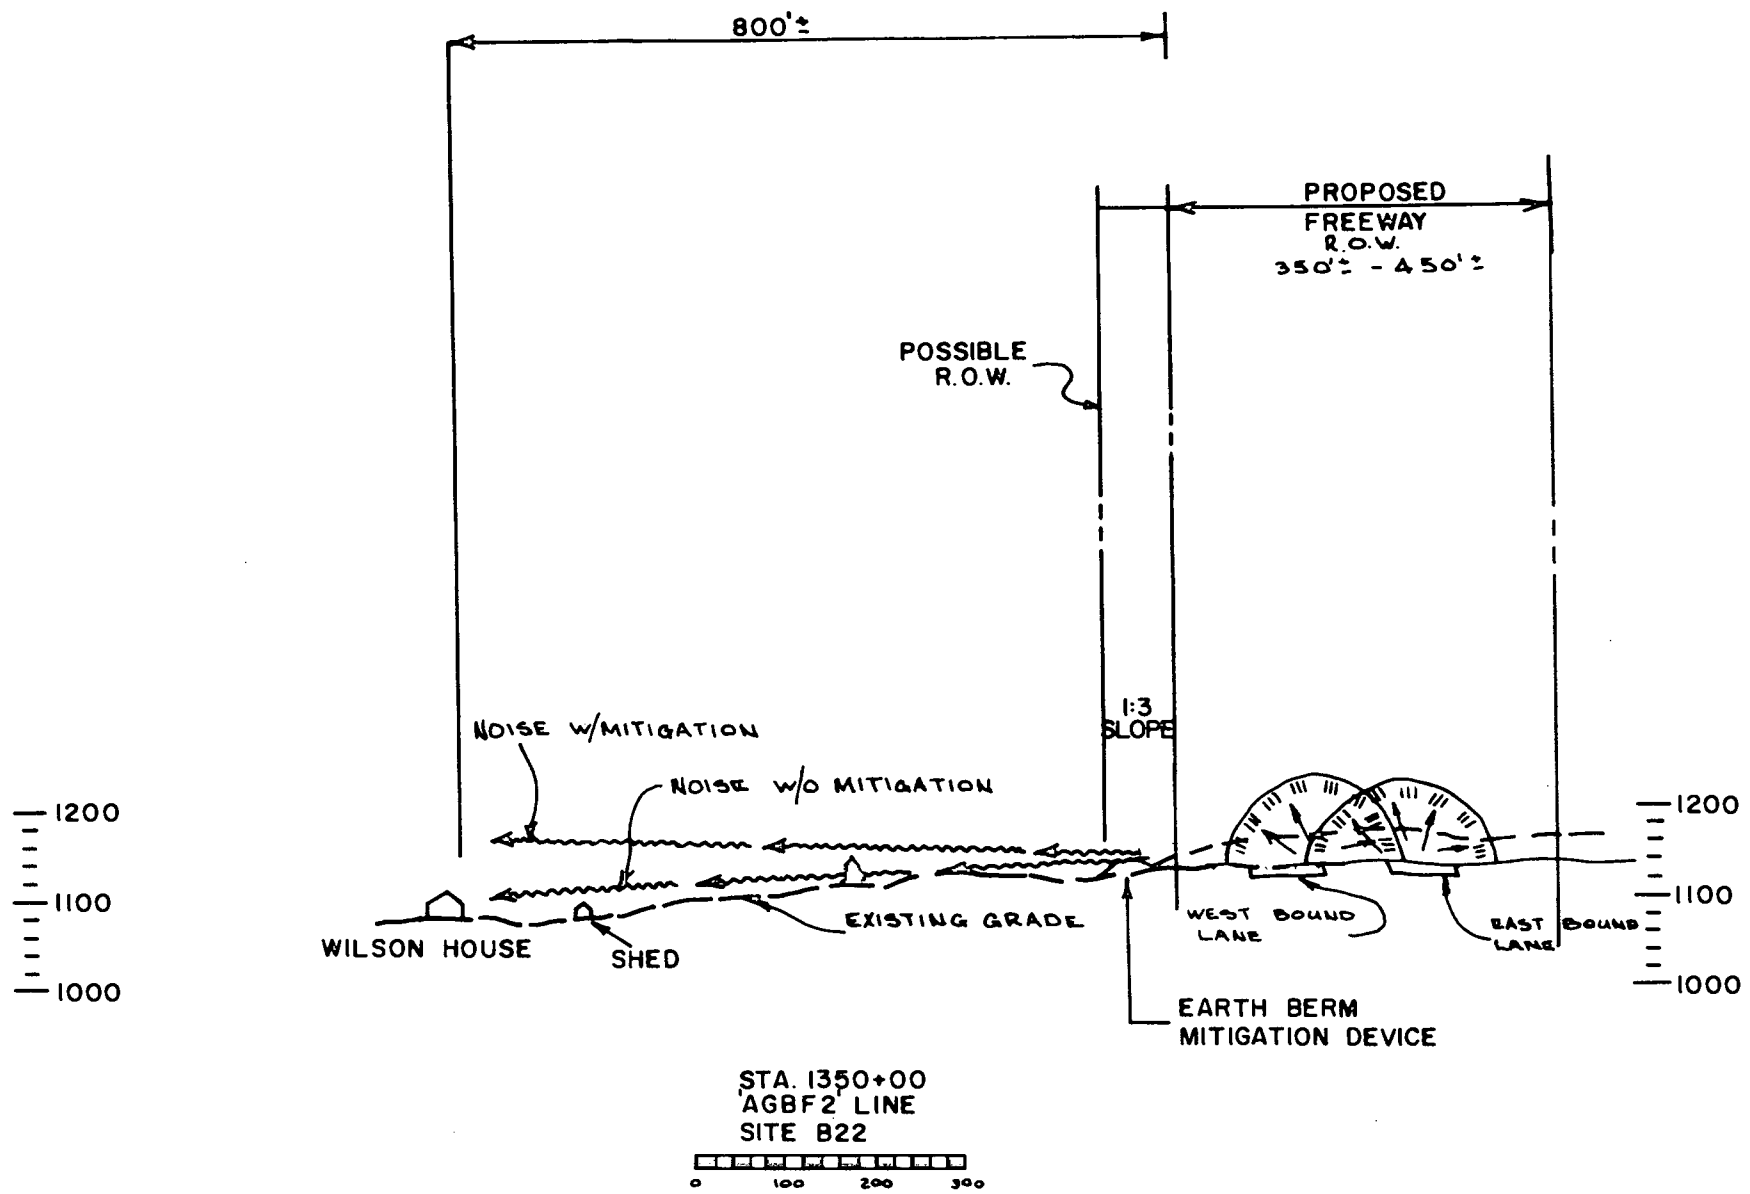 800'±
PROPOSED
FREEWAY
R.O.W.
350'± - 450'±
POSSIBLE
R.O.W.
1:3
SLOPE
NOISE W/MITIGATION
NOISE W/O MITIGATION
1200
1100
1000
1200
1100
1000
WILSON HOUSE
SHED
EXISTING GRADE
WEST BOUND
LANE
EAST BOUND
LANE
EARTH BERM
MITIGATION DEVICE
STA. 1350+00
'AGBF2' LINE
SITE B22
0 100 200 300